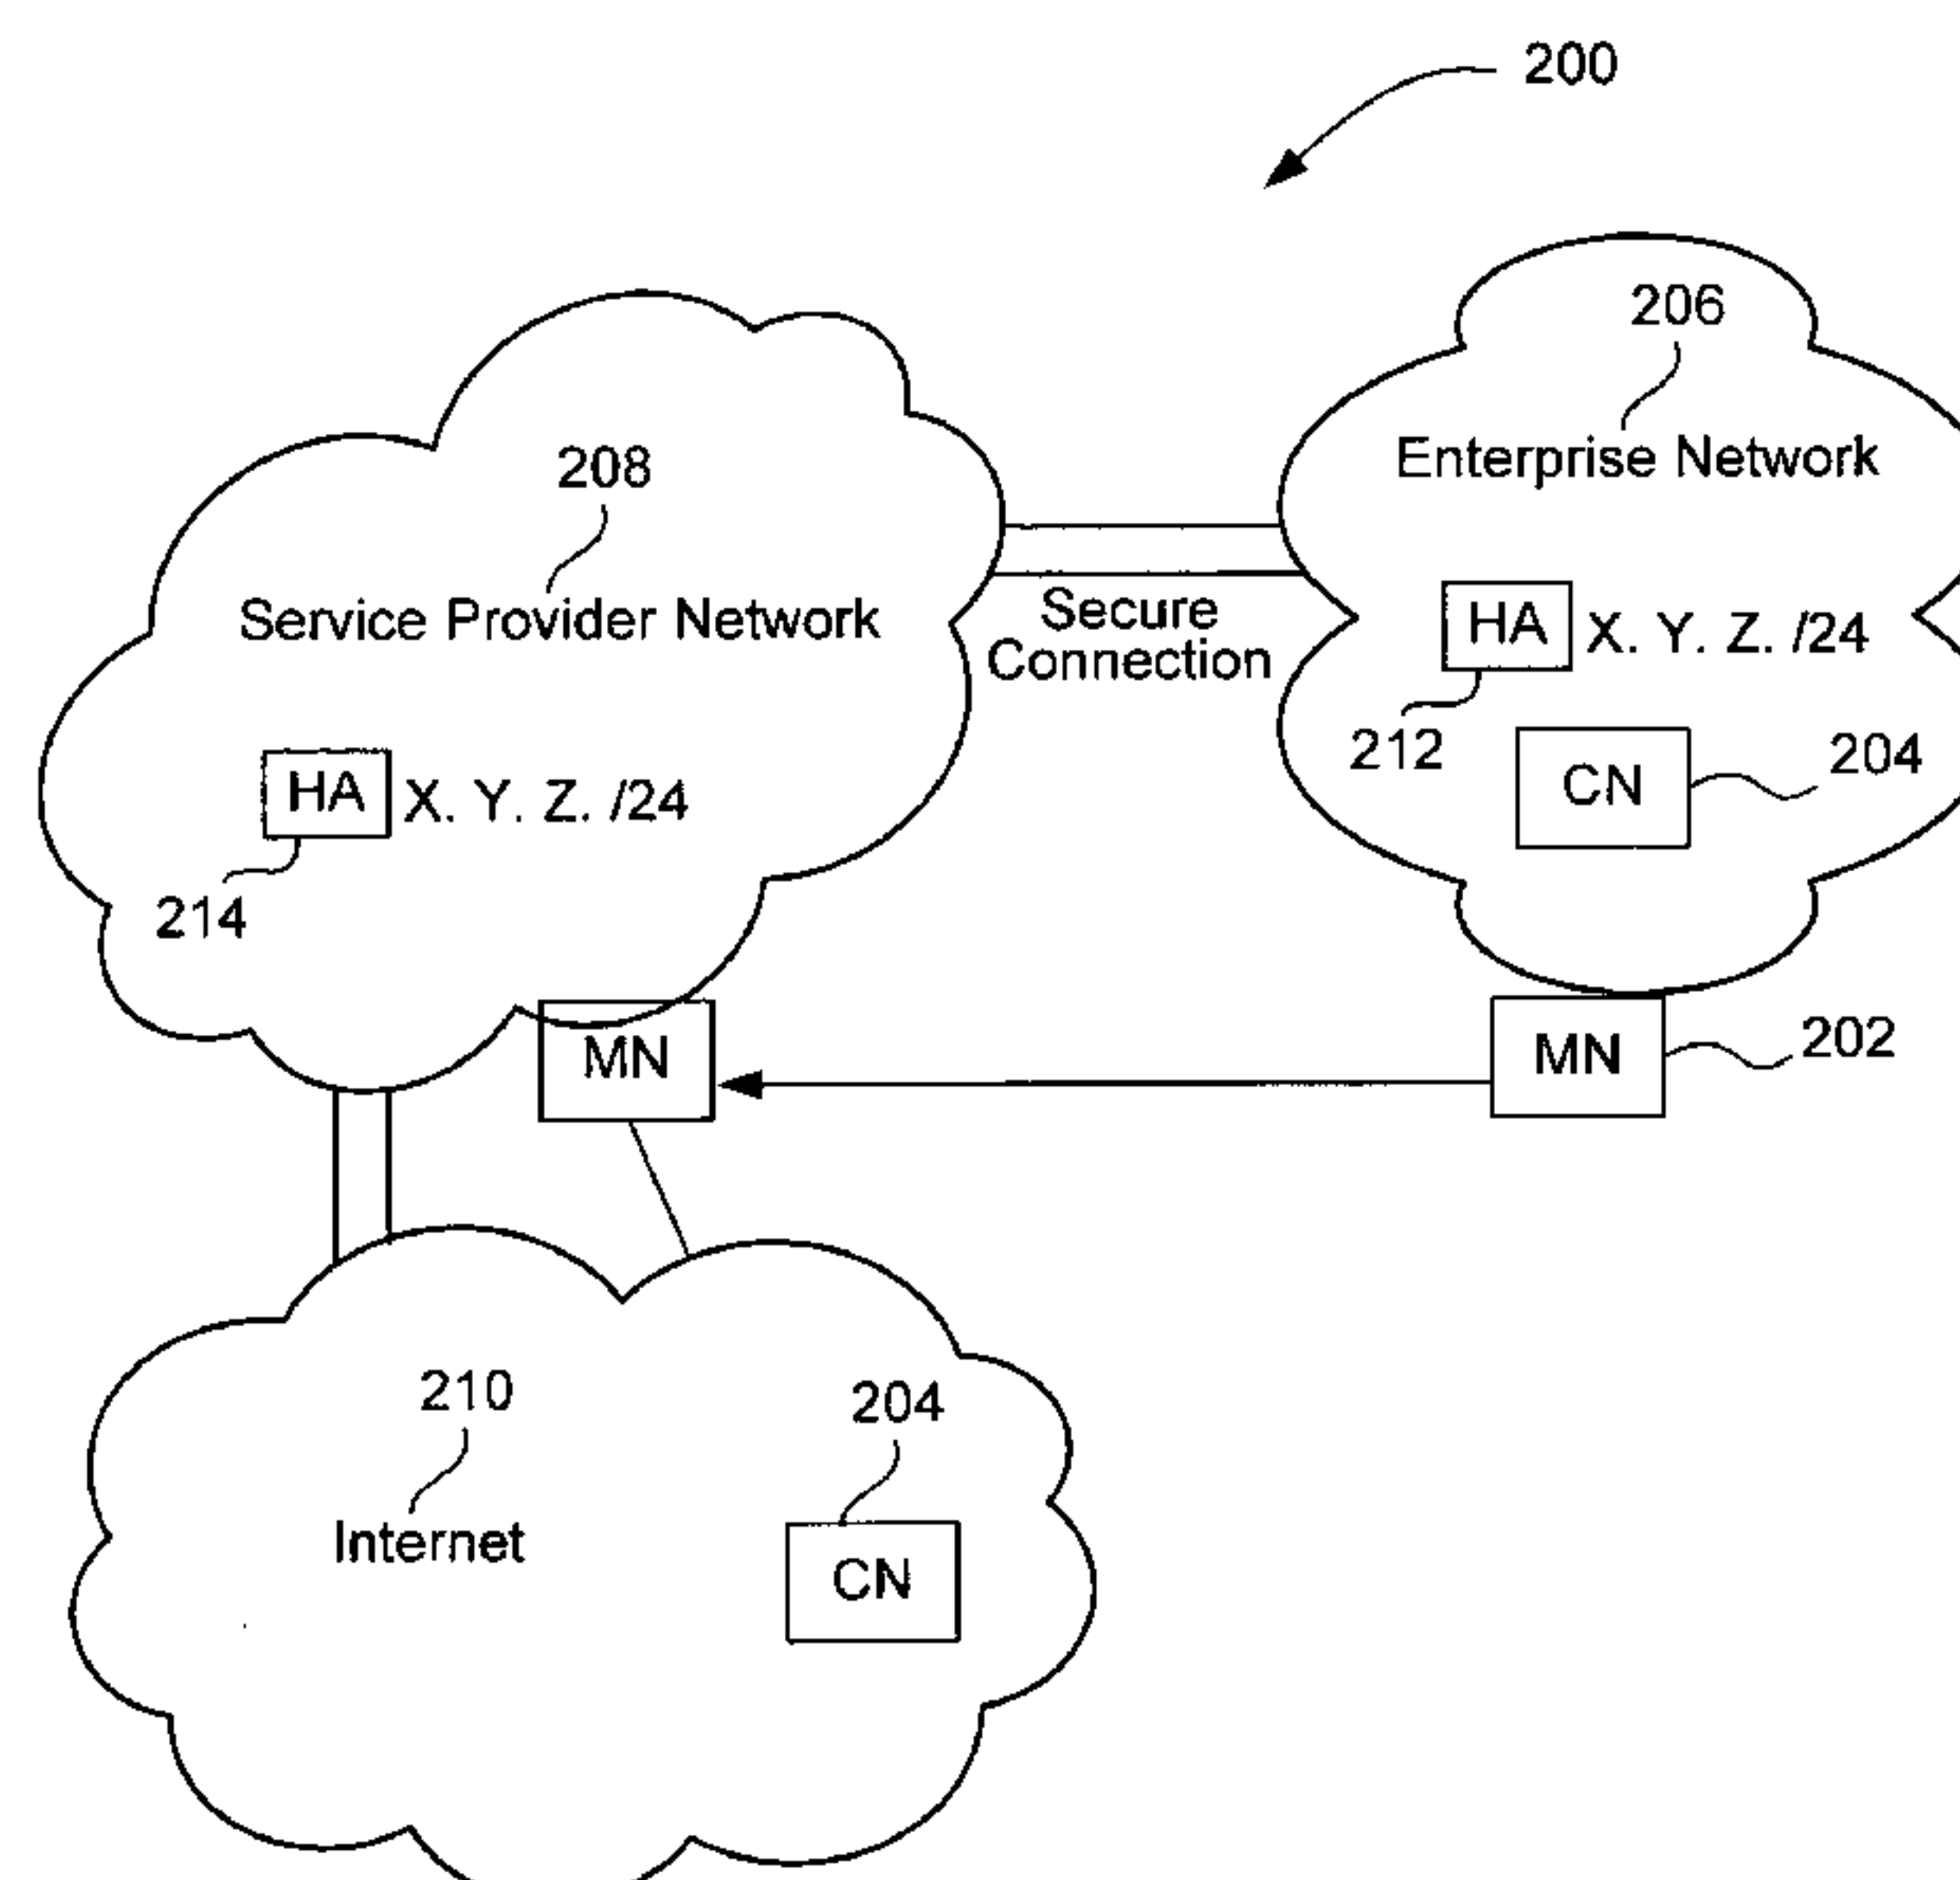 200
206
Enterprise Network
208
Service Provider Network
Secure
Connection
HA X. Y. Z. /24
212
CN
204
HA X. Y. Z. /24
214
MN
MN
202
210
Internet
204
CN